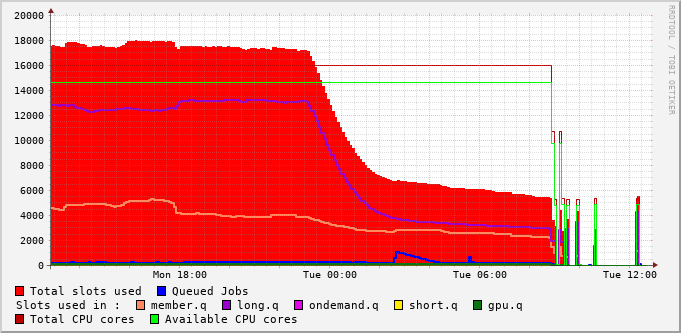 20000
18000
16000
14000
12000
10000
8000
6000
4000
2000
0
Mon 18:00 Tue 00:00 Tue 06:00 Tue 12:00
Total slots used Queued Jobs
Slots used in : member.q long.q ondemand.q short.q gpu.q
Total CPU cores Available CPU cores
RRDTOOL / TOBI OETIKER